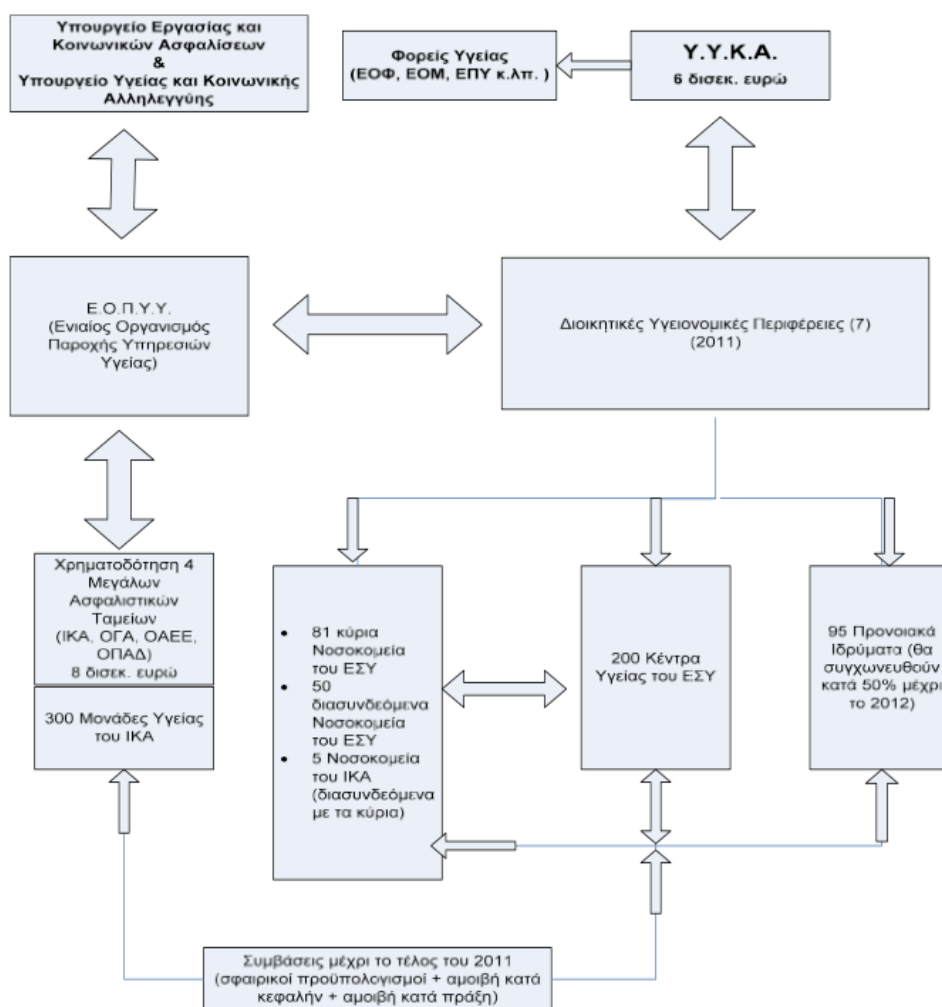 Υπουργείο Εργασίας και
Κοινωνικών Ασφαλίσεων
&
Υπουργείο Υγείας και Κοινωνικής
Αλληλεγγύης
Φορείς Υγείας
(ΕΟΦ, ΕΟΜ, ΕΠΥ κ.λπ. )
Υ.Υ.Κ.Α.
6 δισεκ. ευρώ
Ε.Ο.Π.Υ.Υ.
(Ενιαίος Οργανισμός
Παροχής Υπηρεσιών
Υγείας)
Διοικητικές Υγειονομικές Περιφέρειες (7)
(2011)
Χρηματοδότηση 4
Μεγάλων
Ασφαλιστικών
Ταμείων
(ΙΚΑ, ΟΓΑ, ΟΑΕΕ,
ΟΠΑΔ)
8 δισεκ. ευρώ
300 Μονάδες Υγείας
του ΙΚΑ
• 81 κύρια
Νοσοκομεία
του ΕΣΥ
• 50
διασυνδεόμενα
Νοσοκομεία
του ΕΣΥ
• 5 Νοσοκομεία
του ΙΚΑ
(διασυνδεόμενα
με τα κύρια)
200 Κέντρα
Υγείας του ΕΣΥ
95 Προνοιακά
Ιδρύματα (θα
συγχωνευθούν
κατά 50% μέχρι
το 2012)
Συμβάσεις μέχρι το τέλος του 2011
(σφαιρικοί προϋπολογισμοί + αμοιβή κατά
κεφαλήν + αμοιβή κατά πράξη)